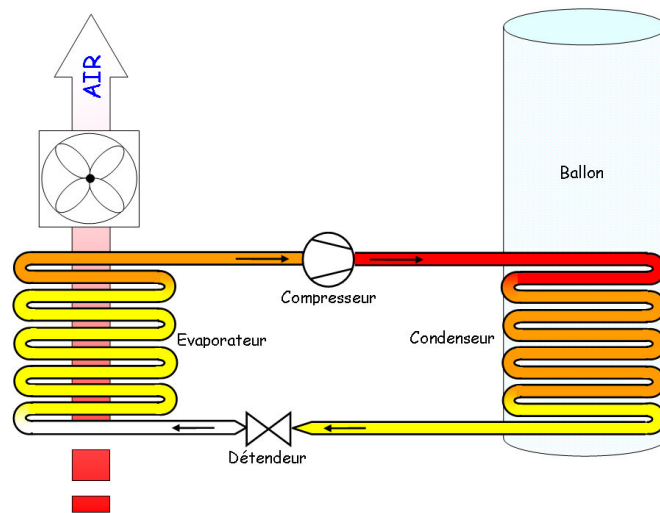 AIR
Ballon
Compresseur
Evaporateur
Condenseur
Détendeur